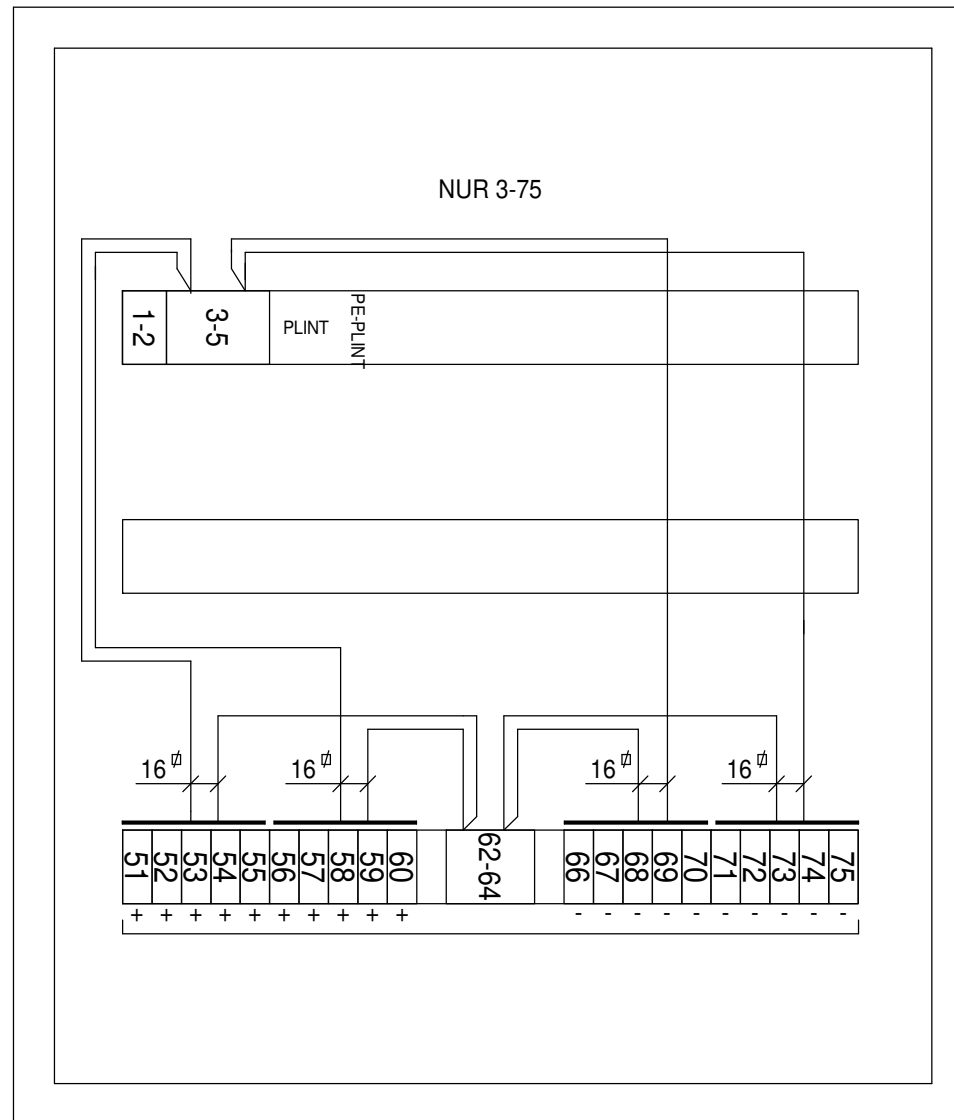 NUR 3-75
1-2 3-5 PLINT PE-PLINT
16 16 16 16
51 52 53 54 55 56 57 58 59 60 62-64 66 67 68 69 70 71 72 73 74 75
+ + + + + + + + + + - - - - - - - - - -